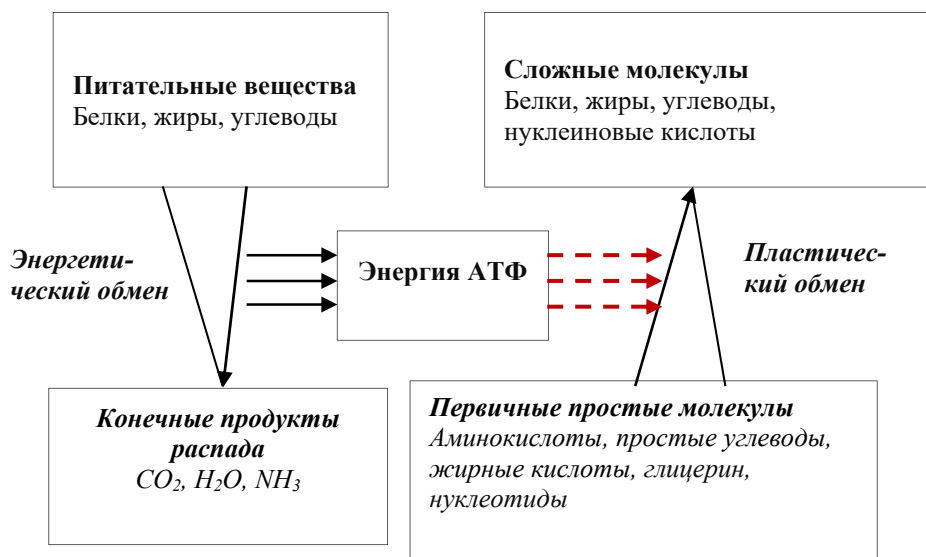 Питательные вещества
Белки, жиры, углеводы
Сложные молекулы
Белки, жиры, углеводы,
нуклеиновые кислоты
Энергети-
ческий обмен
Энергия АТФ
Пластичес-
кий обмен
Конечные продукты
распада
CO₂, H₂O, NH₃
Первичные простые молекулы
Аминокислоты, простые углеводы,
жирные кислоты, глицерин,
нуклеотиды